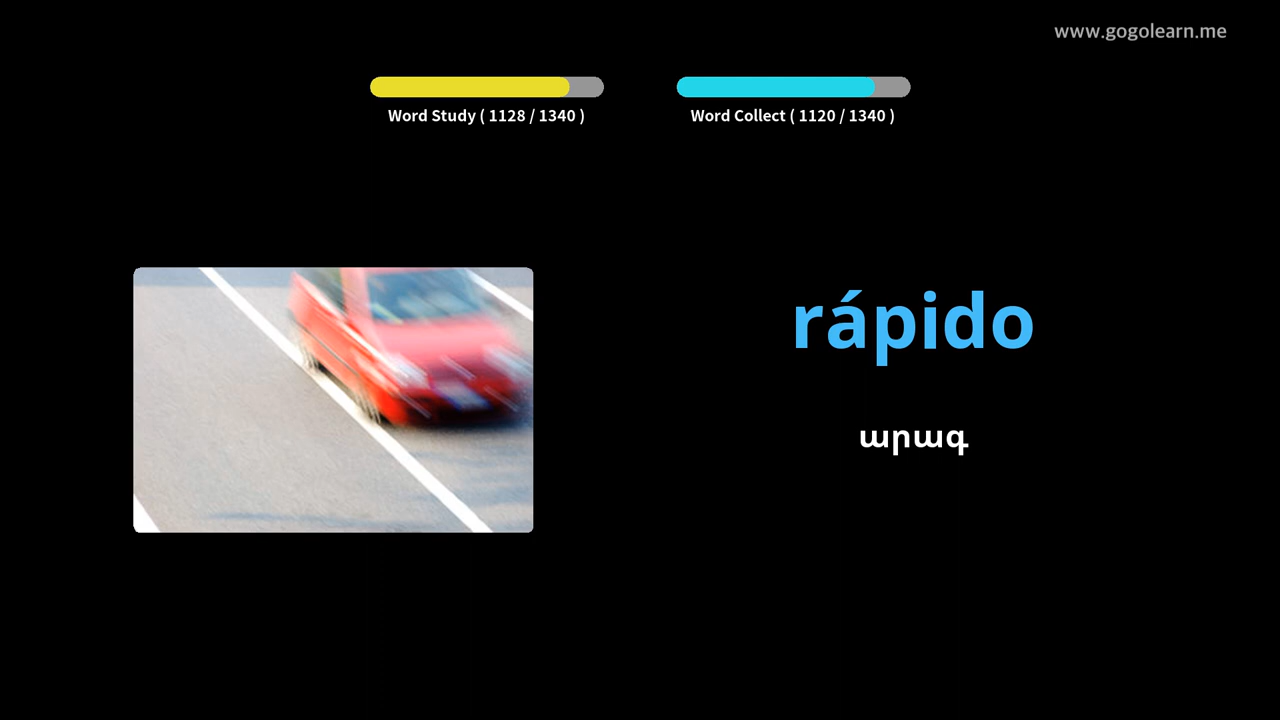 www.gogolearn.me
Word Study ( 1128 / 1340 )
Word Collect ( 1120 / 1340 )
rápido
արագ